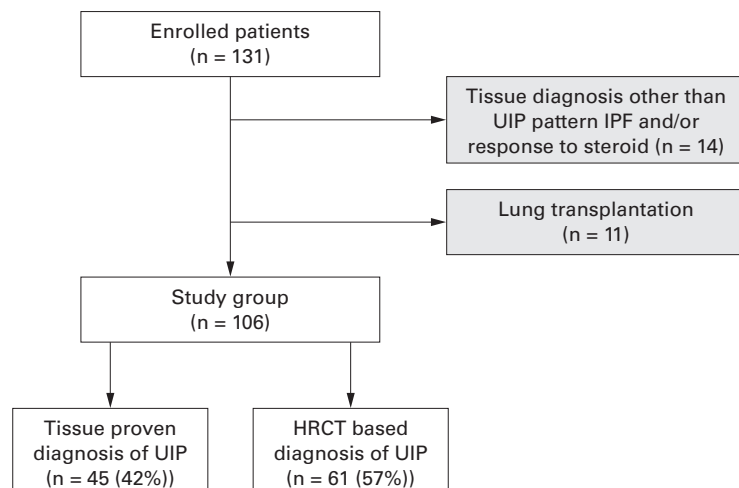 Enrolled patients
(n = 131)
Tissue diagnosis other than
UIP pattern IPF and/or
response to steroid (n = 14)
Lung transplantation
(n = 11)
Study group
(n = 106)
Tissue proven
diagnosis of UIP
(n = 45 (42%))
HRCT based
diagnosis of UIP
(n = 61 (57%))